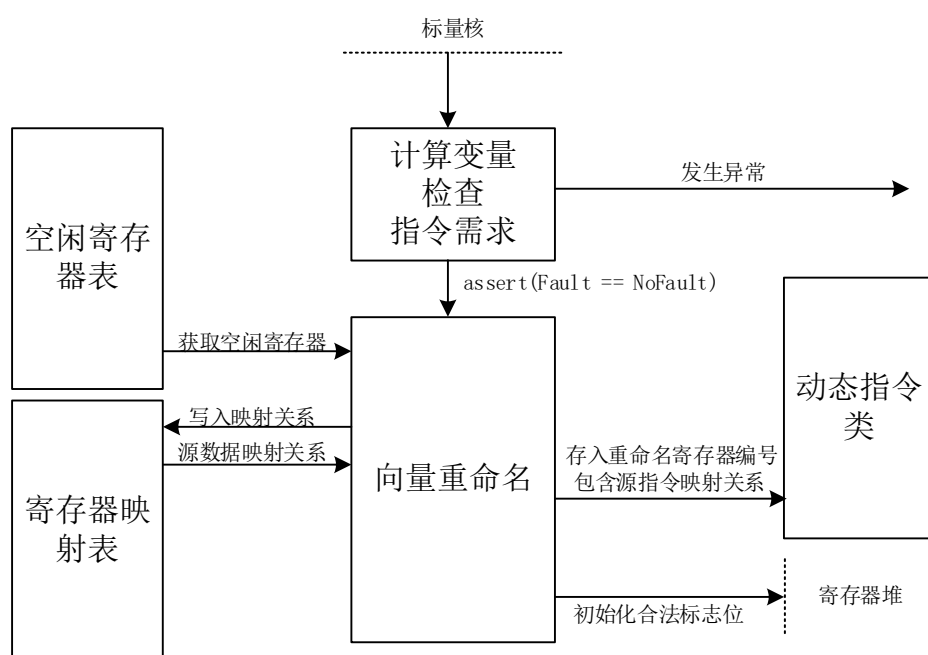 标量核
计算变量
检查
指令需求
发生异常
空闲寄存
器表
assert(Fault == NoFault)
获取空闲寄存器
动态指令
类
写入映射关系
源数据映射关系
寄存器映
射表
向量重命名
存入重命名寄存器编号
包含源指令映射关系
初始化合法标志位
寄存器堆